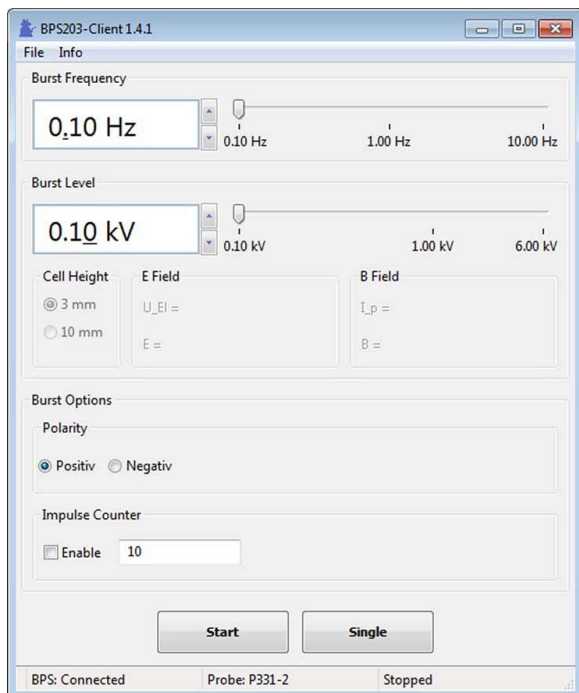 BPS203-Client 1.4.1
File Info
Burst Frequency
0.10 Hz
0.10 Hz 1.00 Hz 10.00 Hz
Burst Level
0.10 kV
0.10 kV 1.00 kV 6.00 kV
Cell Height
3 mm
10 mm
E Field
U_El =
E =
B Field
I_p =
B =
Burst Options
Polarity
Positiv Negativ
Impulse Counter
Enable 10
Start Single
BPS: Connected Probe: P331-2 Stopped